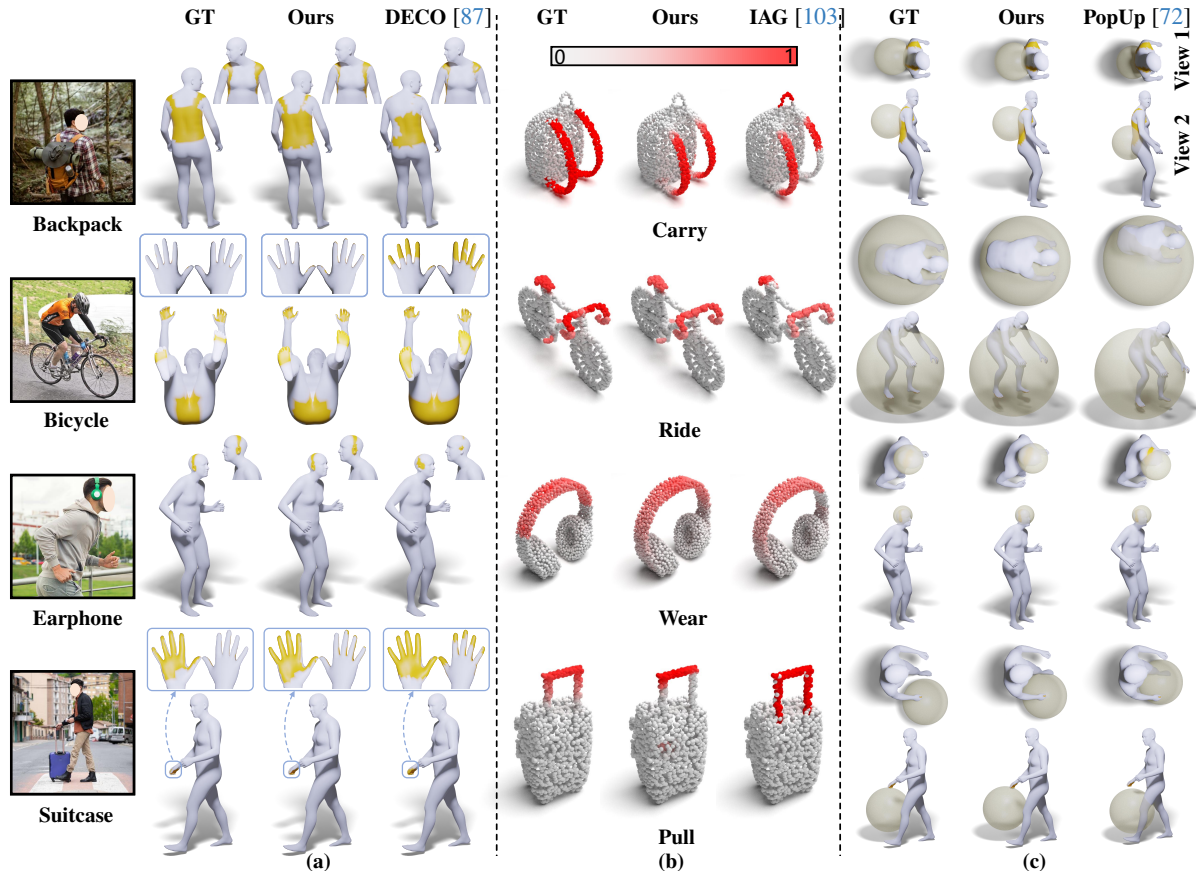 GT Ours DECO [87]
GT Ours IAG [103]
GT Ours PopUp [72]
0 1
View 1
View 2
Backpack
Carry
Bicycle
Ride
Earphone
Wear
Suitcase
Pull
(a)
(b)
(c)